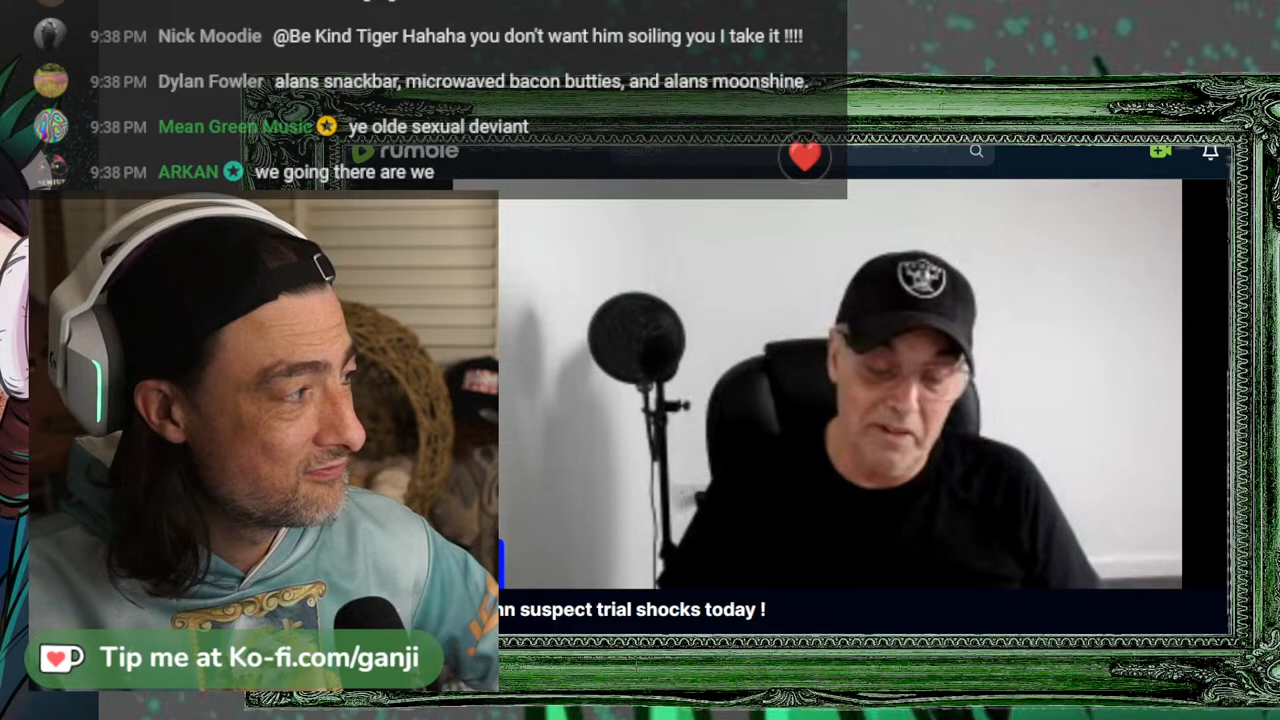 9:38 PM Nick Moodie @Be Kind Tiger Hahaha you don't want him soiling you I take it !!!!
9:38 PM Dylan Fowler alans snackbar, microwaved bacon butties, and alans moonshine.
9:38 PM Mean Green Music ye olde sexual deviant
rumble
9:38 PM ARKAN we going there are we
nn suspect trial shocks today !
Tip me at Ko-fi.com/ganji